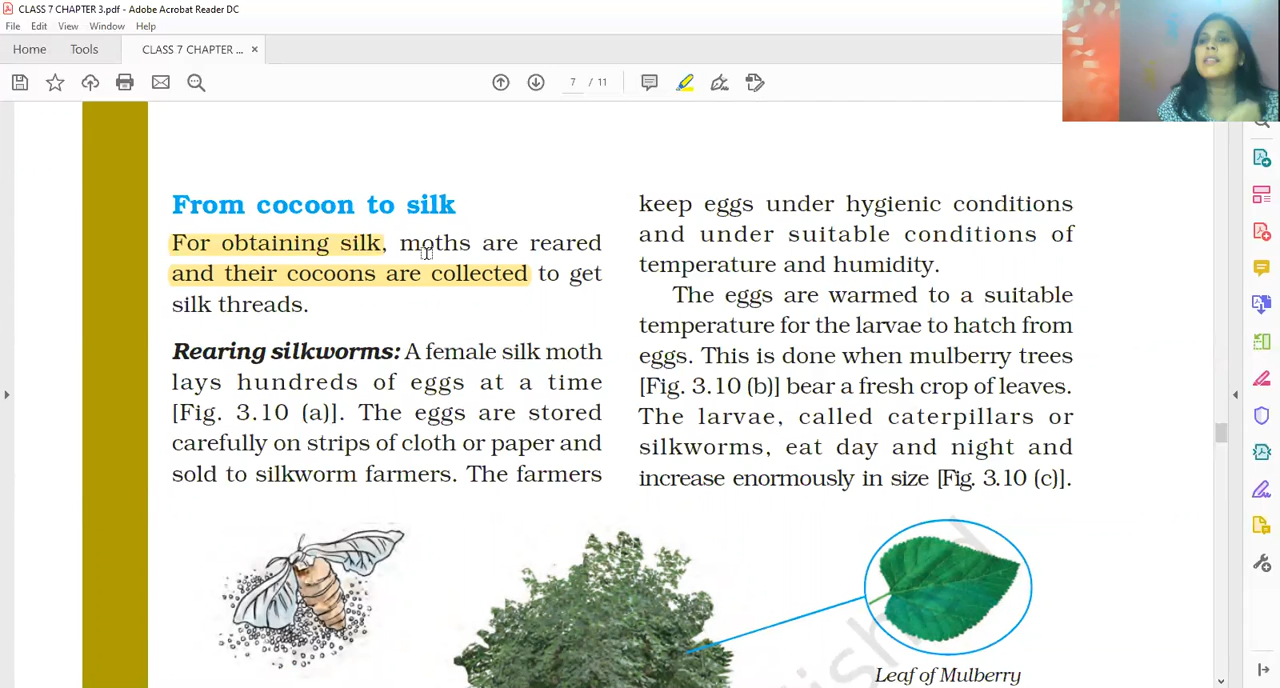 CLASS 7 CHAPTER 3.pdf - Adobe Acrobat Reader DC
File Edit View Window Help
Home Tools CLASS 7 CHAPTER ... ×
7 / 11
From cocoon to silk
For obtaining silk, moths are reared
and their cocoons are collected to get
silk threads.
Rearing silkworms: A female silk moth
lays hundreds of eggs at a time
[Fig. 3.10 (a)]. The eggs are stored
carefully on strips of cloth or paper and
sold to silkworm farmers. The farmers
keep eggs under hygienic conditions
and under suitable conditions of
temperature and humidity.
The eggs are warmed to a suitable
temperature for the larvae to hatch from
eggs. This is done when mulberry trees
[Fig. 3.10 (b)] bear a fresh crop of leaves.
The larvae, called caterpillars or
silkworms, eat day and night and
increase enormously in size [Fig. 3.10 (c)].
Leaf of Mulberry